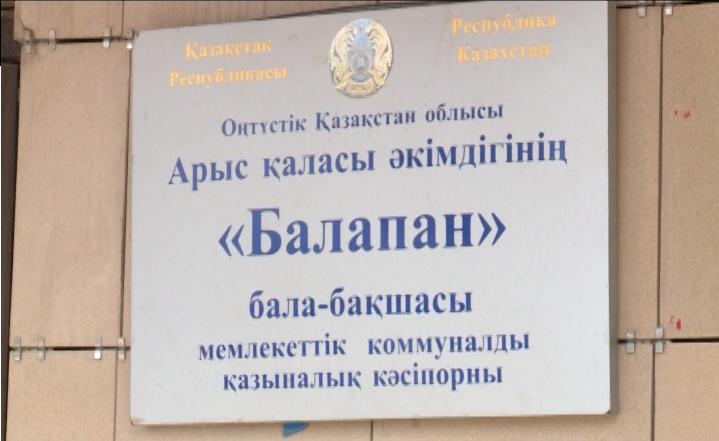 Қазақстан
Республикасы
Республика
Казахстан
Оңтүстік Қазақстан облысы
Арыс қаласы әкімдігінің
«Балапан»
бала-бақшасы
мемлекеттік коммуналды
қазыналық кәсіпорны